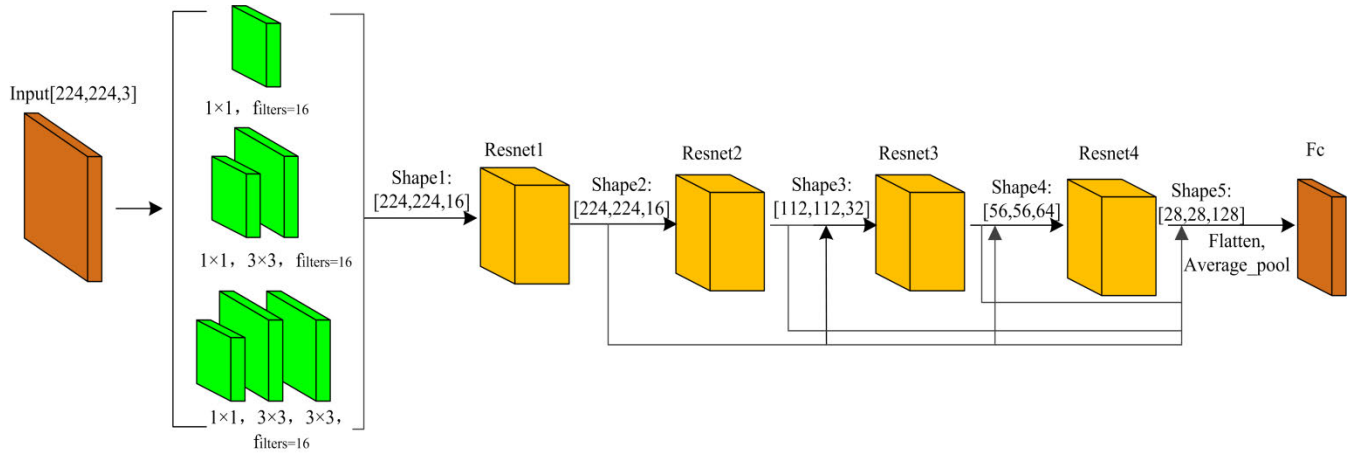 Input[224,224,3]
1×1, filters=16
1×1, 3×3, filters=16
1×1, 3×3, 3×3,
filters=16
Shape1:
[224,224,16]
Resnet1
Shape2:
[224,224,16]
Resnet2
Shape3:
[112,112,32]
Resnet3
Shape4:
[56,56,64]
Resnet4
Shape5:
[28,28,128]
Flatten,
Average_pool
Fc